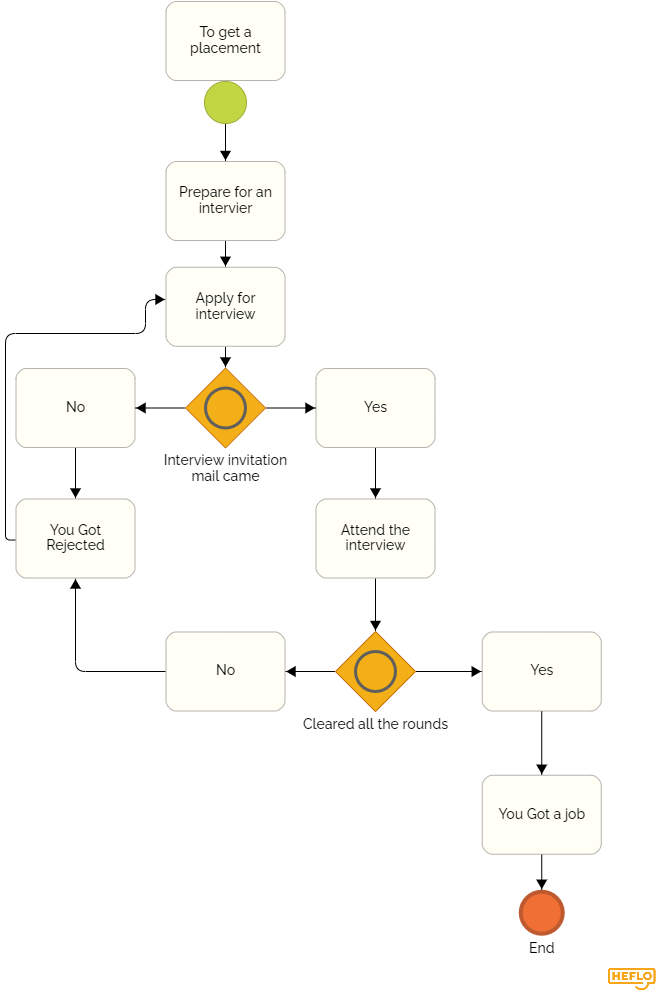 To get a
placement
Prepare for an
intervier
Apply for
interview
No
Yes
Interview invitation
mail came
You Got
Rejected
Attend the
interview
No
Yes
Cleared all the rounds
You Got a job
End
HEFLO